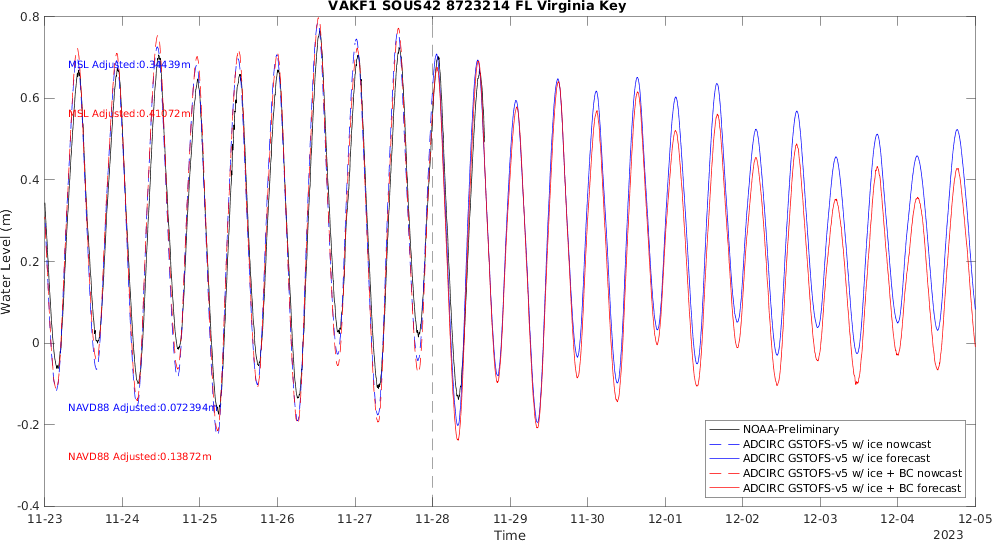 VAKF1 SOUS42 8723214 FL Virginia Key
0.8
0.6
0.4
0.2
0
-0.2
-0.4
Water Level (m)
MSL Adjusted:0.34439m
MSL Adjusted:0.41072m
NAVD88 Adjusted:0.072394m
NAVD88 Adjusted:0.13872m
NOAA-Preliminary
ADCIRC GSTOFS-v5 w/ ice nowcast
ADCIRC GSTOFS-v5 w/ ice forecast
ADCIRC GSTOFS-v5 w/ ice + BC nowcast
ADCIRC GSTOFS-v5 w/ ice + BC forecast
11-23 11-24 11-25 11-26 11-27 11-28 11-29 11-30 12-01 12-02 12-03 12-04 12-05
Time
2023